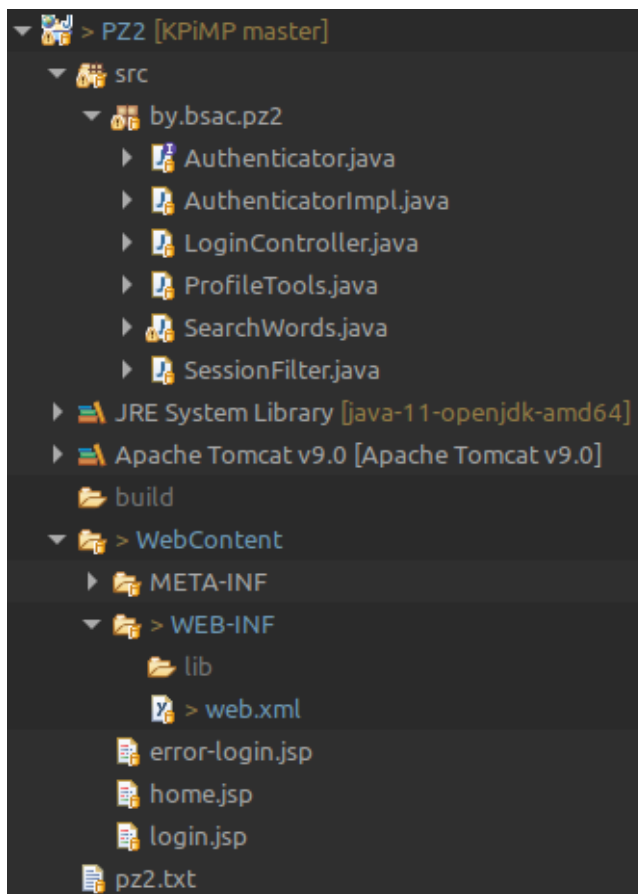 > PZ2 [KPiMP master]
src
by.bsac.pz2
Authenticator.java
AuthenticatorImpl.java
LoginController.java
ProfileTools.java
SearchWords.java
SessionFilter.java
JRE System Library [java-11-openjdk-amd64]
Apache Tomcat v9.0 [Apache Tomcat v9.0]
build
> WebContent
META-INF
> WEB-INF
lib
> web.xml
error-login.jsp
home.jsp
login.jsp
pz2.txt